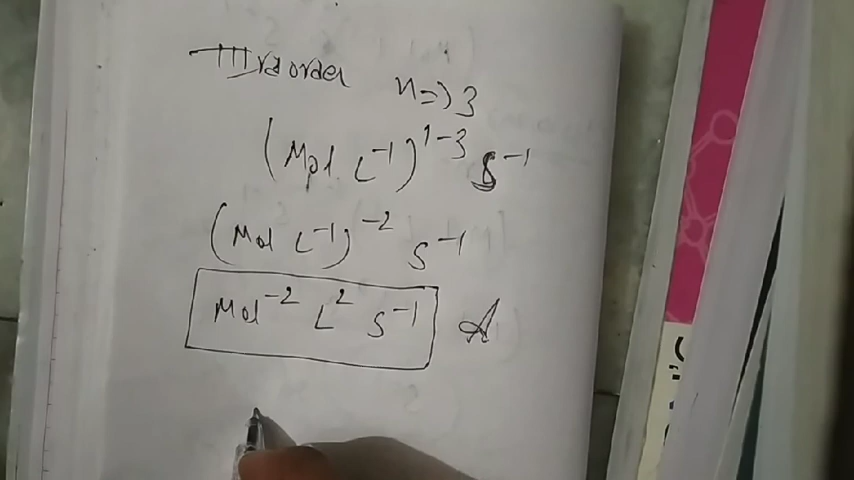 IIIrd order n => 3
(Mol L⁻¹)¹⁻³ S⁻¹
(Mol L⁻¹)⁻² S⁻¹
Mol⁻² L² S⁻¹ A